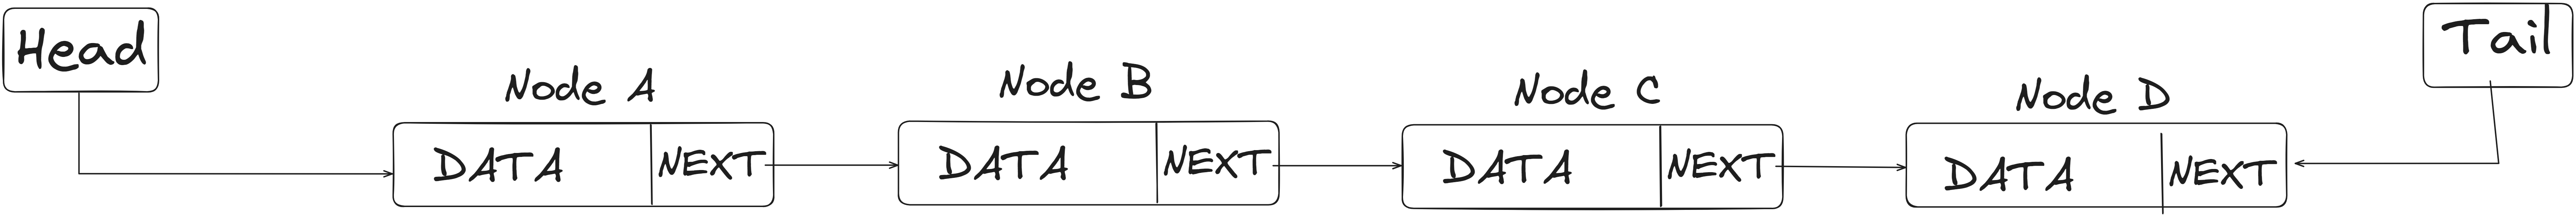 Head
Tail
Node A
Node B
Node C
Node D
DATA
NEXT
DATA
NEXT
DATA
NEXT
DATA
NEXT